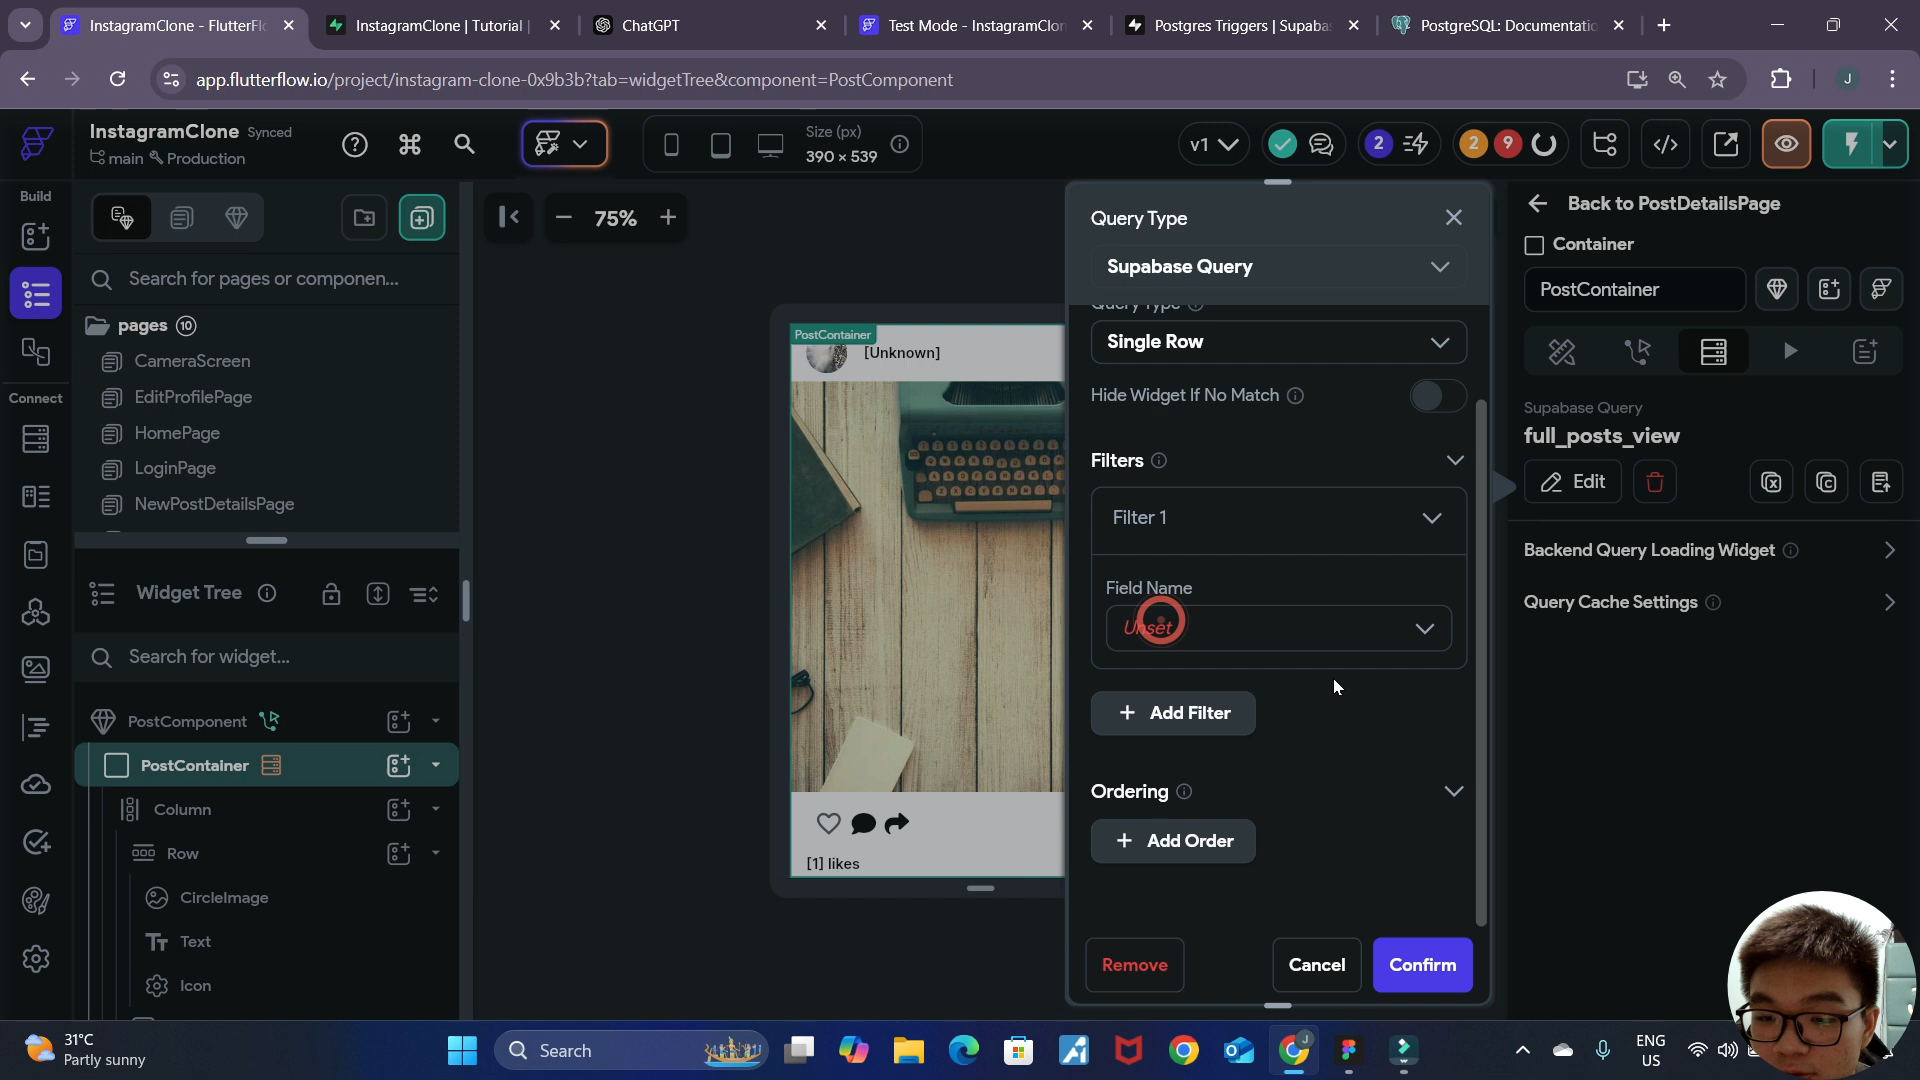 InstagramClone - FlutterFl
InstagramClone | Tutorial |
ChatGPT
Test Mode - InstagramClon
Postgres Triggers | Supabas
PostgreSQL: Documentatio
app.flutterflow.io/project/instagram-clone-0x9b3b?tab=widgetTree&component=PostComponent
J
InstagramClone Synced
main Production
Size (px)
390 × 539
v1
2
2
9
Build
Connect
Search for pages or componen...
pages 10
CameraScreen
EditProfilePage
HomePage
LoginPage
NewPostDetailsPage
Widget Tree
Search for widget...
PostComponent
PostContainer
Column
Row
CircleImage
Text
Icon
75%
PostContainer
[Unknown]
[1] likes
Query Type
Supabase Query
Query Type
Single Row
Hide Widget If No Match
Filters
Filter 1
Field Name
Unset
+ Add Filter
Ordering
+ Add Order
Remove
Cancel
Confirm
Back to PostDetailsPage
Container
PostContainer
Supabase Query
full_posts_view
Edit
Backend Query Loading Widget
Query Cache Settings
31°C
Partly sunny
Search
ENG
US